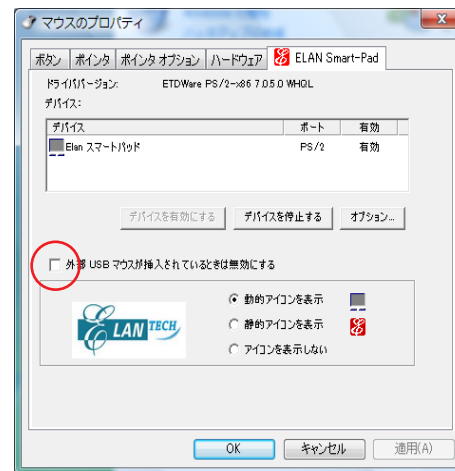 マウスのプロパティ
ボタン ポインタ ポインタ オプション ハードウェア ELAN Smart-Pad
ドライババージョン: ETDWare PS/2-x86 7.0.5.0 WHQL
デバイス:
デバイス ポート 有効
Elan スマートパッド PS/2 有効
デバイスを有効にする デバイスを停止する オプション...
外部 USB マウスが挿入されているときは無効にする
動的アイコンを表示
ELAN TECH 静的アイコンを表示
アイコンを表示しない
OK キャンセル 適用(A)